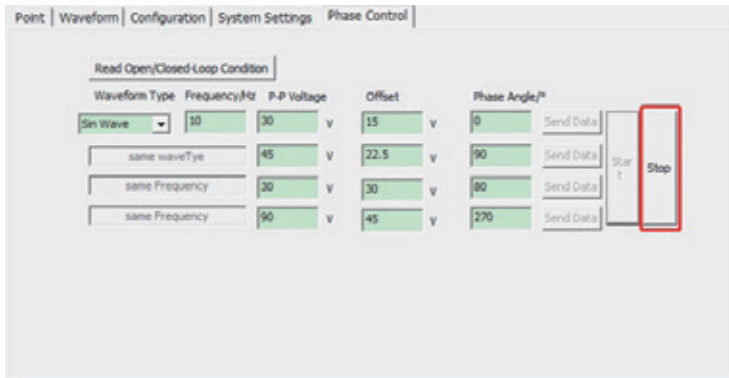 Point Waveform Configuration System Settings Phase Control
Read Open/Closed-Loop Condition
Waveform Type Frequency/Hz P-P Voltage Offset Phase Angle/°
Sin Wave 10 30 V 15 V 0 Send Data
same waveTye 45 V 22.5 V 90 Send Data
Star
t
Stop
same Frequency 30 V 30 V 80 Send Data
same Frequency 90 V 45 V 270 Send Data